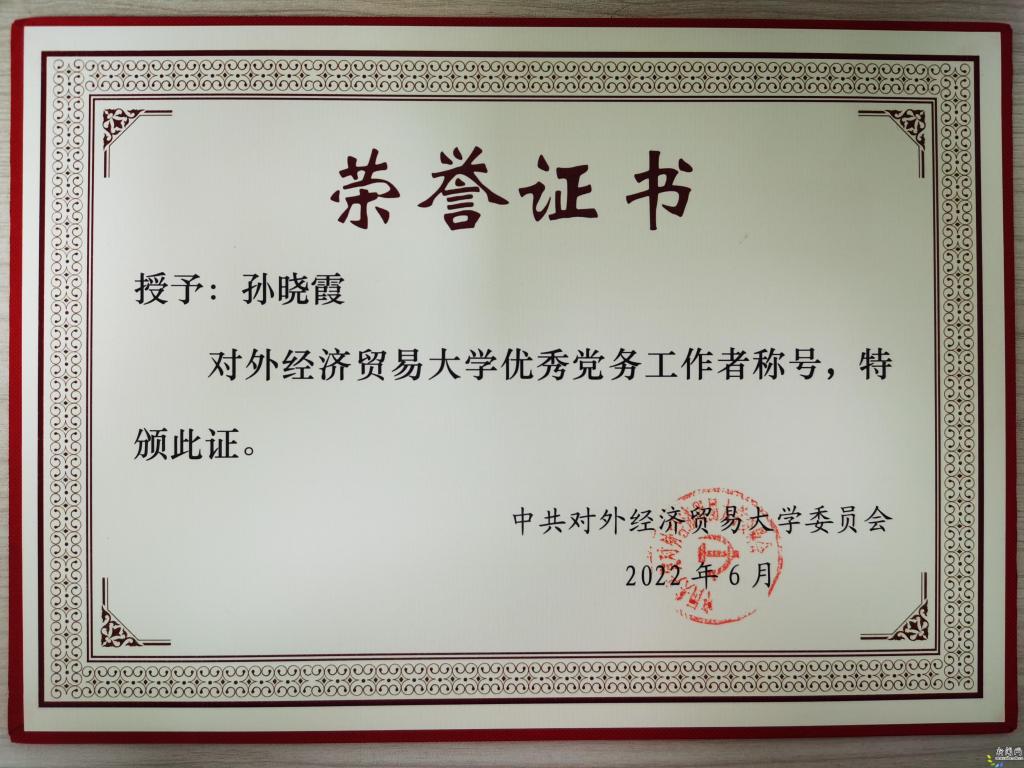 荣誉证书
授予：孙晓霞
对外经济贸易大学优秀党务工作者称号，特
颁此证。
中共对外经济贸易大学委员会
2022年6月